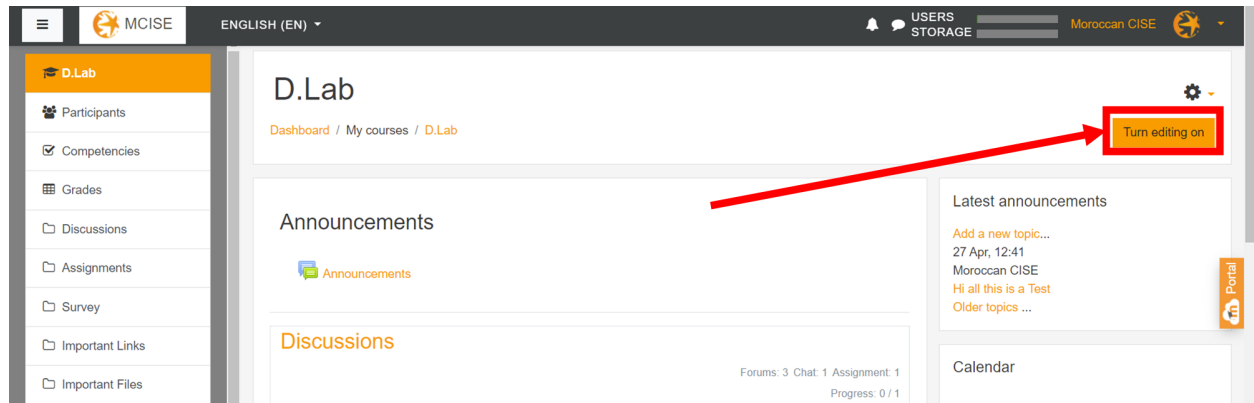 MCISE
ENGLISH (EN)
USERS
STORAGE
Moroccan CISE
D.Lab
Participants
Competencies
Grades
Discussions
Assignments
Survey
Important Links
Important Files
D.Lab
Dashboard / My courses / D.Lab
Turn editing on
Announcements
Announcements
Discussions
Forums: 3 Chat: 1 Assignment: 1
Progress: 0 / 1
Latest announcements
Add a new topic...
27 Apr, 12:41
Moroccan CISE
Hi all this is a Test
Older topics ...
Calendar
m Portal